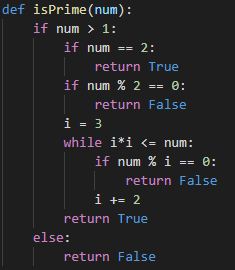 def isPrime(num):
    if num > 1:
        if num == 2:
            return True
        if num % 2 == 0:
            return False
        i = 3
        while i*i <= num:
            if num % i == 0:
                return False
            i += 2
        return True
    else:
        return False